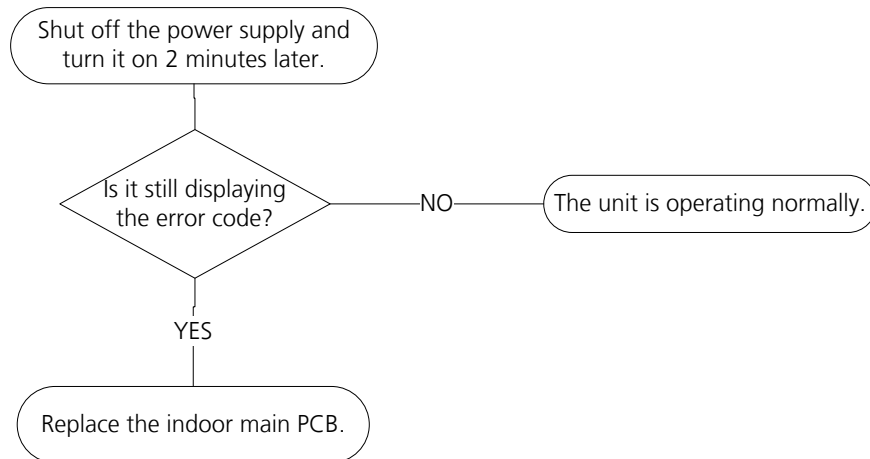 Shut off the power supply and
turn it on 2 minutes later.
Is it still displaying
the error code?
NO
The unit is operating normally.
YES
Replace the indoor main PCB.